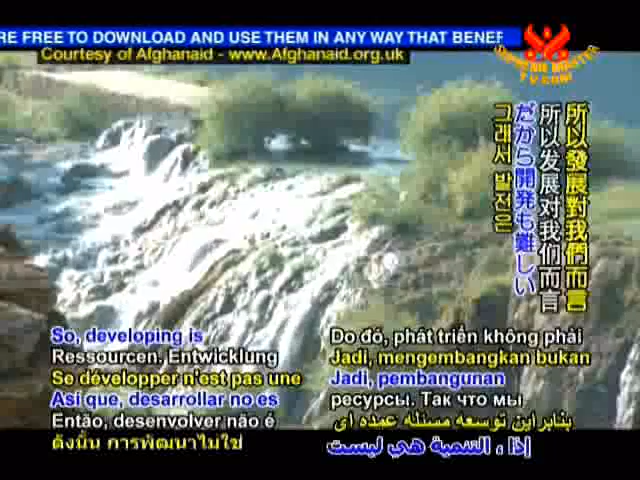 RE FREE TO DOWNLOAD AND USE THEM IN ANY WAY THAT BENEF
SUPREME MASTER
TV.COM
Courtesy of Afghanaid - www.Afghanaid.org.uk
所以發展對我們而言
所以发展对我们而言
だから開発も難しい
그래서 발전은
So, developing is
Ressourcen. Entwicklung
Se développer n'est pas une
Así que, desarrollar no es
Então, desenvolver não é
ดังนั้น การพัฒนาไม่ใช่
Do đó, phát triển không phải
Jadi, mengembangkan bukan
Jadi, pembangunan
ресурсы. Так что мы
بنابراین توسعه مسئله عمده ای
إذا ، التنمية هي ليست